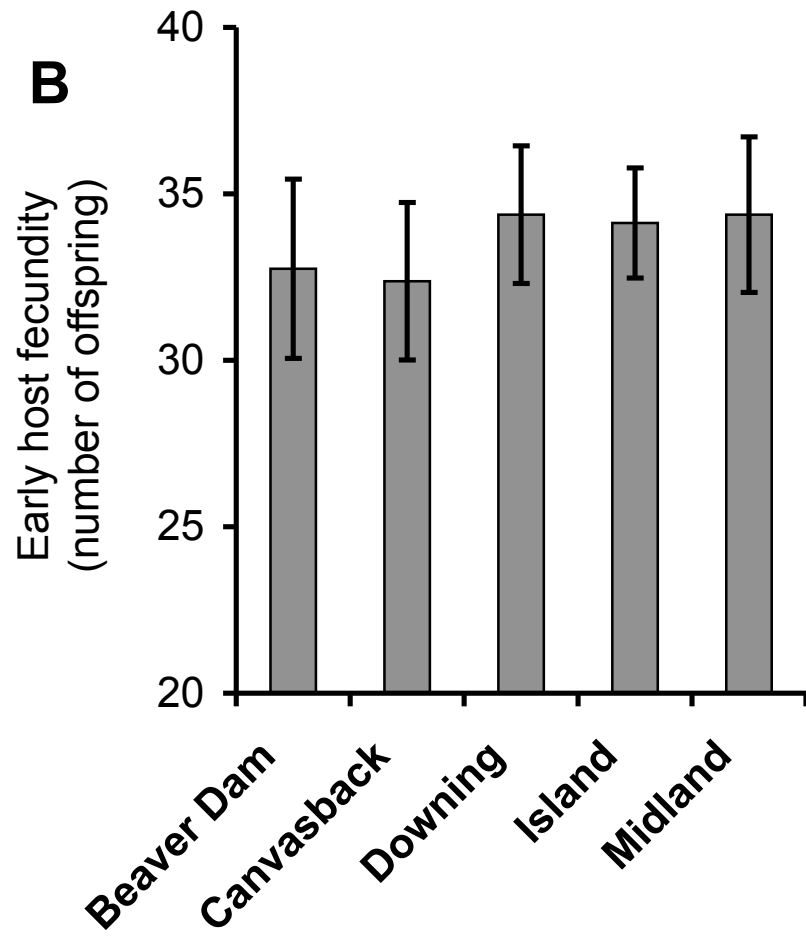 B
Early host fecundity
(number of offspring)
40
35
30
25
20
Beaver Dam
Canvasback
Downing
Island
Midland